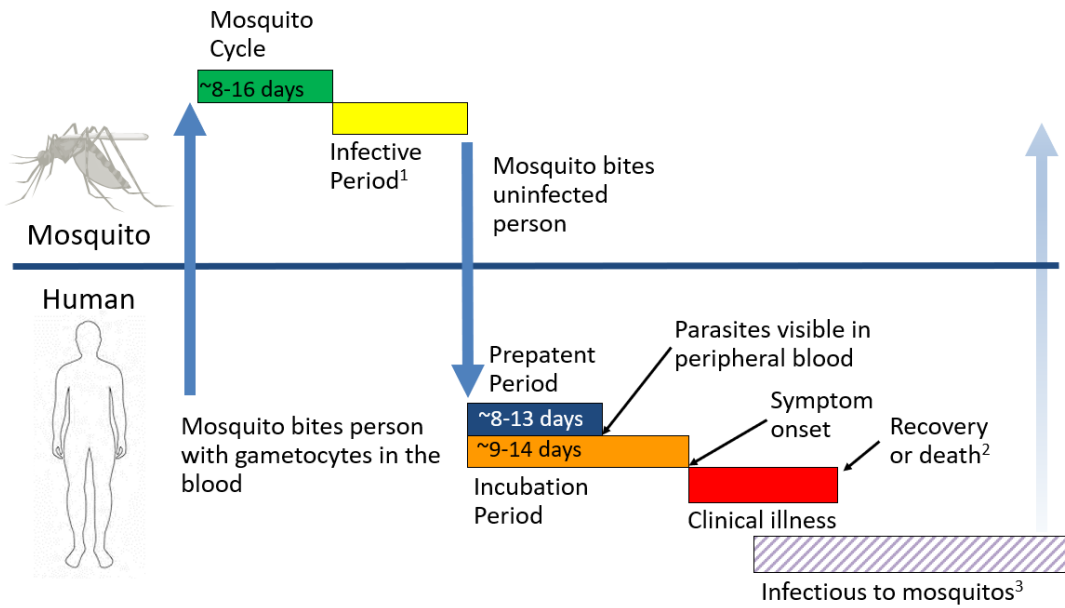 Mosquito
Cycle
~8-16 days
Infective
Period¹
Mosquito bites
uninfected
person
Mosquito
Human
Mosquito bites person
with gametocytes in the
blood
Prepatent
Period
~8-13 days
~9-14 days
Incubation
Period
Parasites visible in
peripheral blood
Symptom
onset
Recovery
or death²
Clinical illness
Infectious to mosquitos³